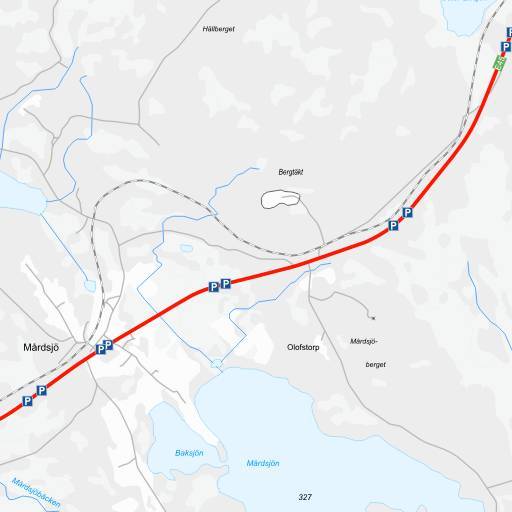 Hällberget
Bergtäkt
Mårdsjö
Olofstorp
Mårdsjö-
berget
Baksjön
Mårdsjön
Mårdsjöbäcken
327
P
P
P
P
P
P
P
P
P
P